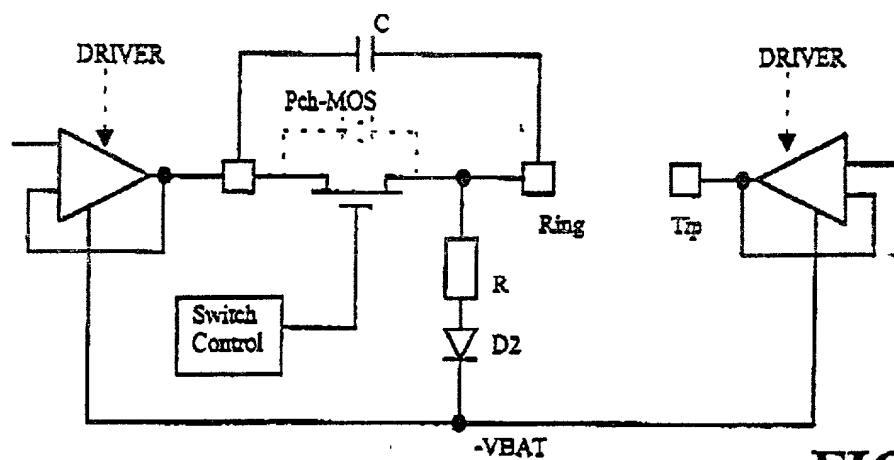 C
DRIVER
DRIVER
Pch-MOS
Ring
Tip
R
Switch
Control
D2
-VBAT